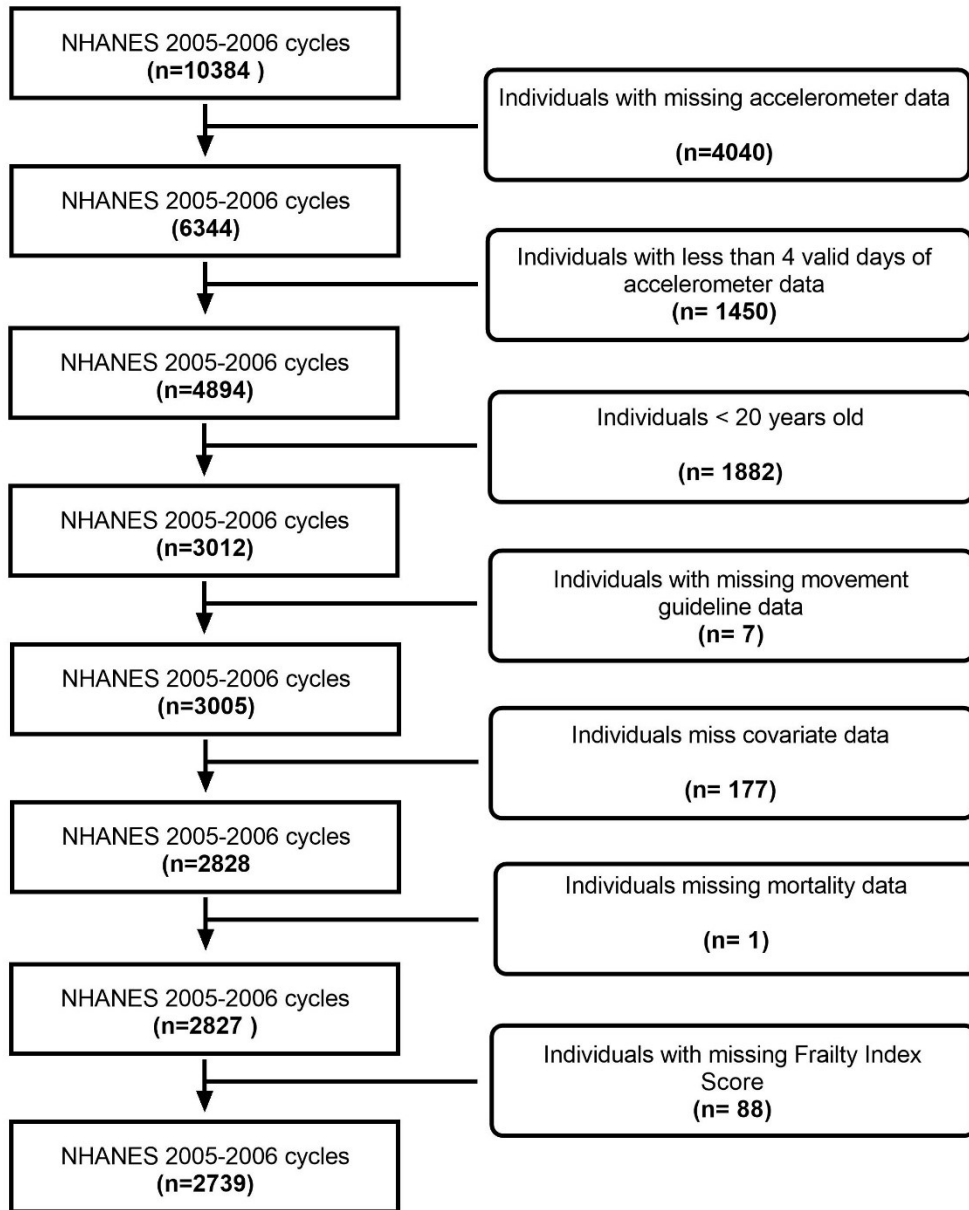 NHANES 2005-2006 cycles
(n=10384 )
Individuals with missing accelerometer data
(n=4040)
NHANES 2005-2006 cycles
(6344)
Individuals with less than 4 valid days of
accelerometer data
(n= 1450)
NHANES 2005-2006 cycles
(n=4894)
Individuals < 20 years old
(n= 1882)
NHANES 2005-2006 cycles
(n=3012)
Individuals with missing movement
guideline data
(n= 7)
NHANES 2005-2006 cycles
(n=3005)
Individuals miss covariate data
(n= 177)
NHANES 2005-2006 cycles
(n=2828
Individuals missing mortality data
(n= 1)
NHANES 2005-2006 cycles
(n=2827 )
Individuals with missing Frailty Index
Score
(n= 88)
NHANES 2005-2006 cycles
(n=2739)